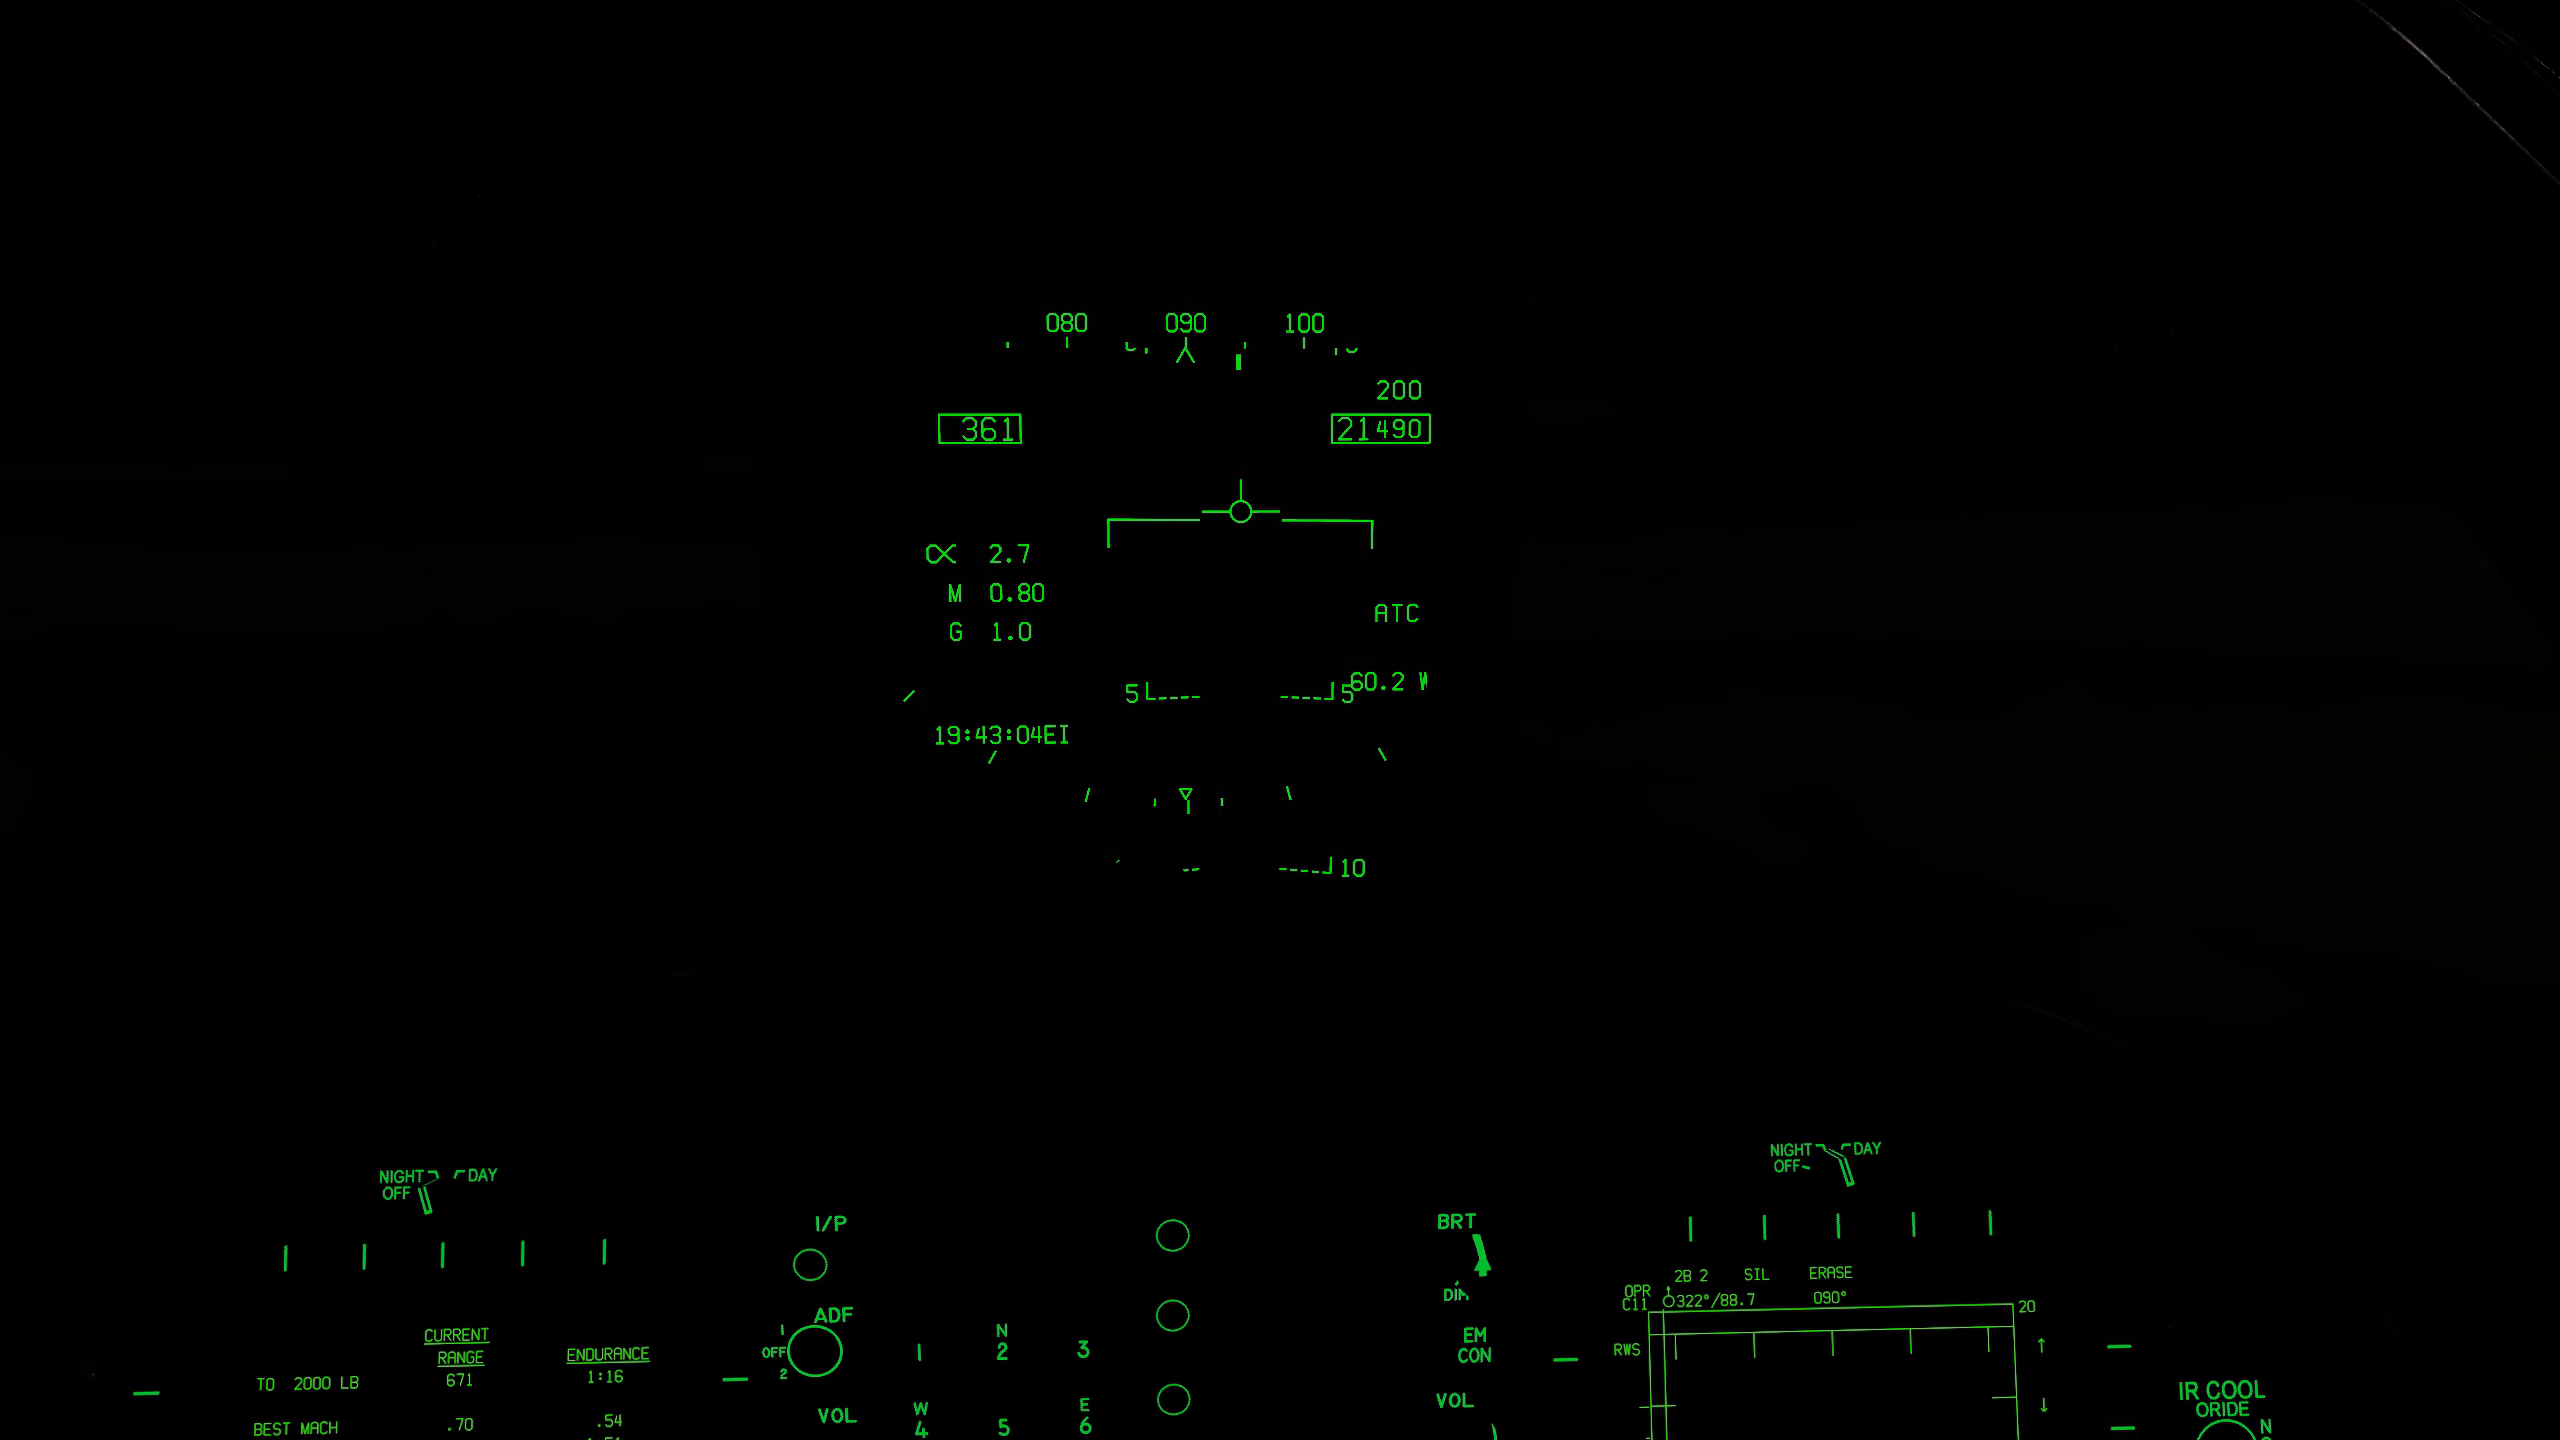 080 090 100
200
361 21490
α 2.7
M 0.80
G 1.0
ATC
60.2 W
5 5
19:43:04EI
10
NIGHT DAY
OFF
NIGHT DAY
OFF
I/P
BRT
2B 2 SIL ERASE
OPR
C11 322°/88.7 090°
20
DIM
ADF
CURRENT
RANGE ENDURANCE
1
OFF
2
N
1 2 3
EM
CON
RWS
TO 2000 LB 671 1:16
↑
↓
IR COOL
ORIDE
VOL
W E
4 5 6
VOL
BEST MACH .70 .54
N